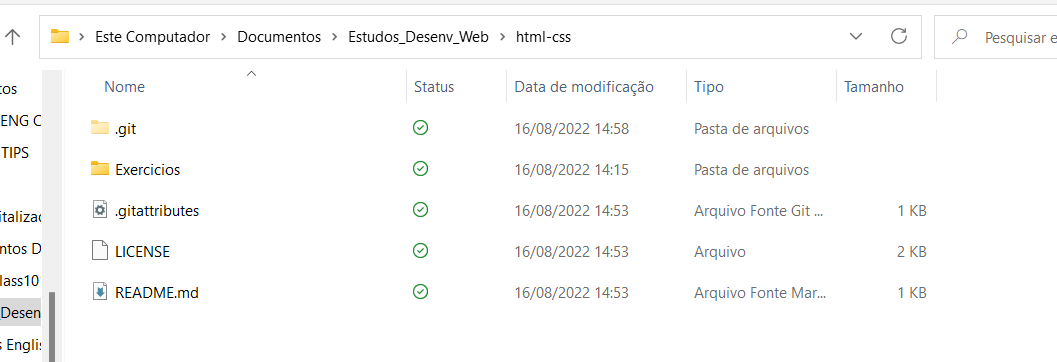 Este Computador > Documentos > Estudos_Desenv_Web > html-css
Pesquisar e
Nome Status Data de modificação Tipo Tamanho
.git 16/08/2022 14:58 Pasta de arquivos
Exercicios 16/08/2022 14:15 Pasta de arquivos
.gitattributes 16/08/2022 14:53 Arquivo Fonte Git ... 1 KB
LICENSE 16/08/2022 14:53 Arquivo 2 KB
README.md 16/08/2022 14:53 Arquivo Fonte Mar... 1 KB
tos
ENG C
TIPS
italizad
ntos D
lass10
_Desen
s Englis